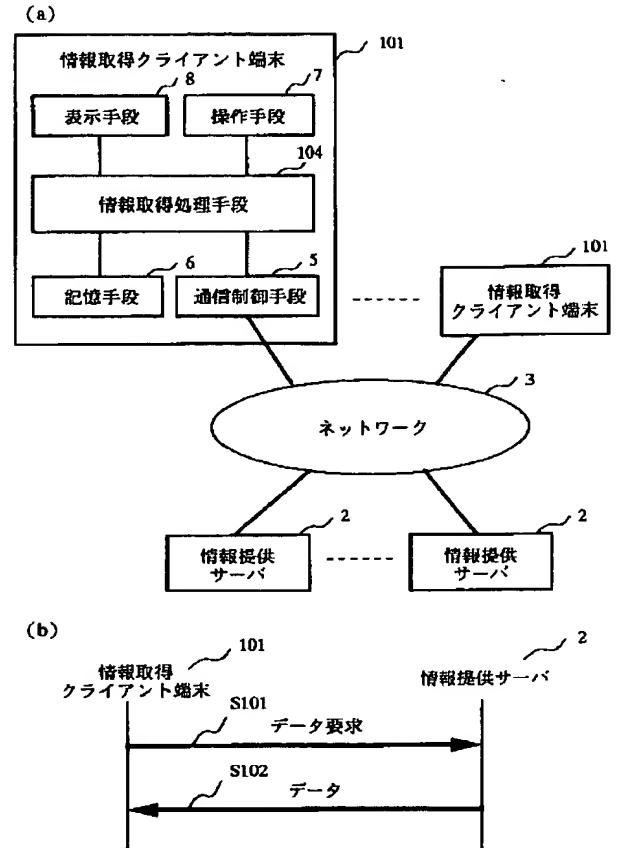 (a)
101
情報取得クライアント端末
8
7
表示手段
操作手段
104
情報取得処理手段
6
5
記憶手段
通信制御手段
101
情報取得
クライアント端末
3
ネットワーク
2
2
情報提供
サーバ
情報提供
サーバ
(b)
101
2
情報取得
クライアント端末
情報提供サーバ
S101
データ要求
S102
データ